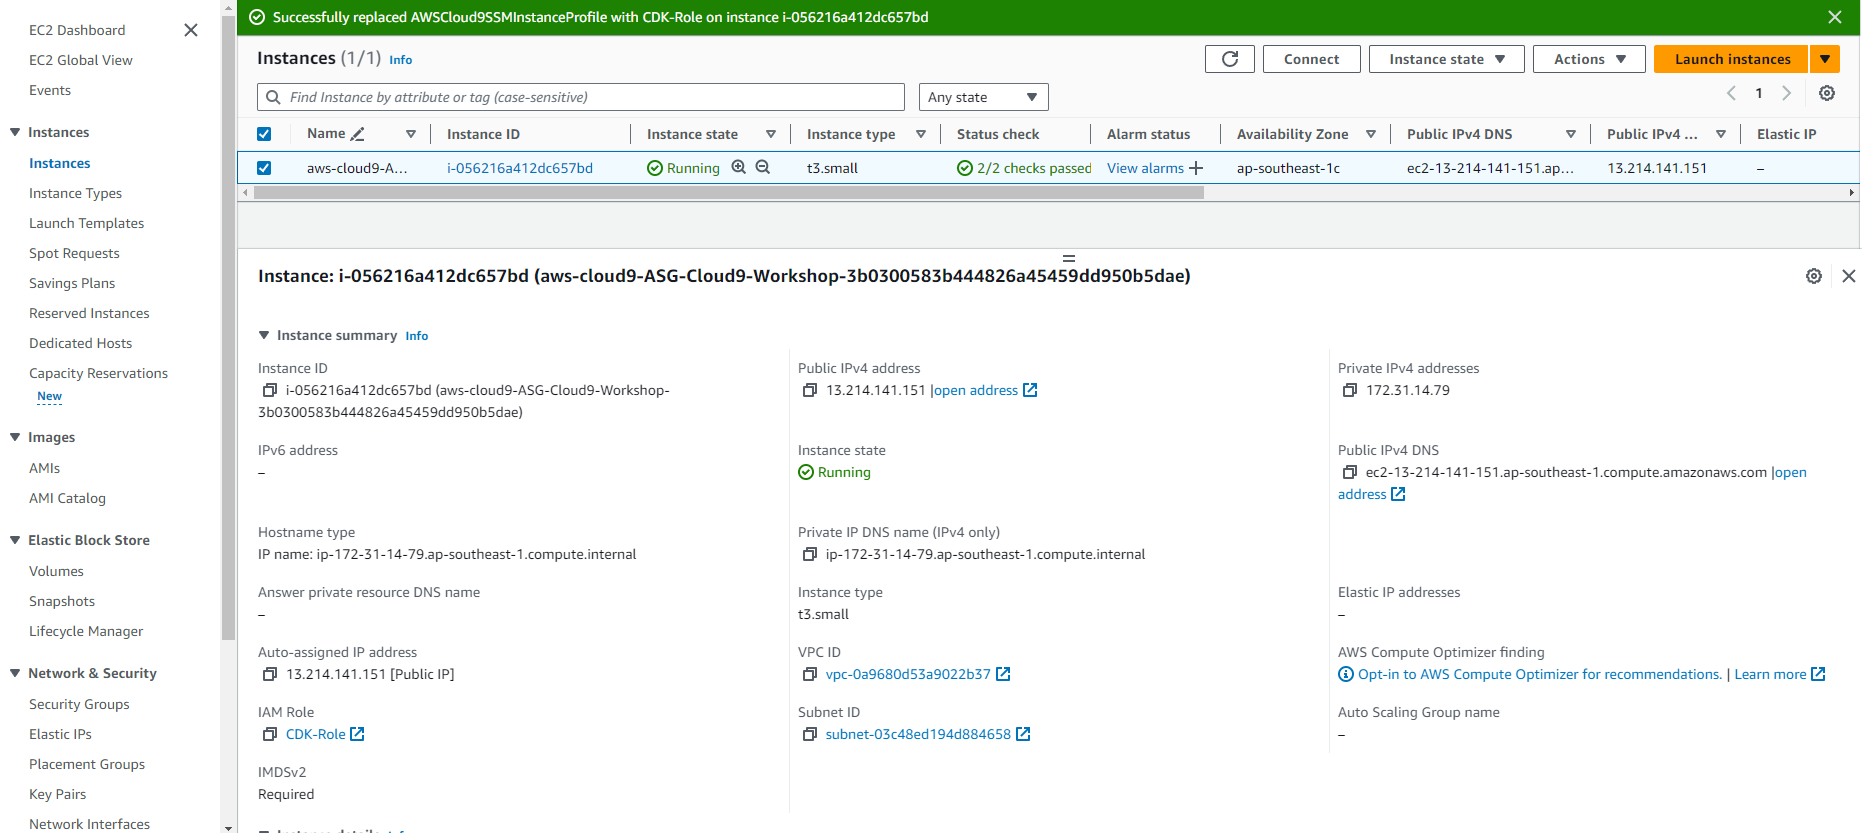 EC2 Dashboard
EC2 Global View
Events
Instances
Instances
Instance Types
Launch Templates
Spot Requests
Savings Plans
Reserved Instances
Dedicated Hosts
Capacity Reservations
New
Images
AMIs
AMI Catalog
Elastic Block Store
Volumes
Snapshots
Lifecycle Manager
Network & Security
Security Groups
Elastic IPs
Placement Groups
Key Pairs
Network Interfaces
Successfully replaced AWSCloud9SSMInstanceProfile with CDK-Role on instance i-056216a412dc657bd
Instances (1/1) Info
Connect
Instance state
Actions
Launch instances
Find Instance by attribute or tag (case-sensitive)
Any state
1
Name Instance ID Instance state Instance type Status check Alarm status Availability Zone Public IPv4 DNS Public IPv4 ... Elastic IP
aws-cloud9-A... i-056216a412dc657bd Running t3.small 2/2 checks passed View alarms + ap-southeast-1c ec2-13-214-141-151.ap... 13.214.141.151 –
Instance: i-056216a412dc657bd (aws-cloud9-ASG-Cloud9-Workshop-3b0300583b444826a45459dd950b5dae)
Instance summary Info
Instance ID
i-056216a412dc657bd (aws-cloud9-ASG-Cloud9-Workshop-
3b0300583b444826a45459dd950b5dae)
Public IPv4 address
13.214.141.151 |open address
Private IPv4 addresses
172.31.14.79
IPv6 address
–
Instance state
Running
Public IPv4 DNS
ec2-13-214-141-151.ap-southeast-1.compute.amazonaws.com |open
address
Hostname type
IP name: ip-172-31-14-79.ap-southeast-1.compute.internal
Private IP DNS name (IPv4 only)
ip-172-31-14-79.ap-southeast-1.compute.internal
Answer private resource DNS name
–
Instance type
t3.small
Elastic IP addresses
–
Auto-assigned IP address
13.214.141.151 [Public IP]
VPC ID
vpc-0a9680d53a9022b37
AWS Compute Optimizer finding
Opt-in to AWS Compute Optimizer for recommendations. | Learn more
IAM Role
CDK-Role
Subnet ID
subnet-03c48ed194d884658
Auto Scaling Group name
–
IMDSv2
Required